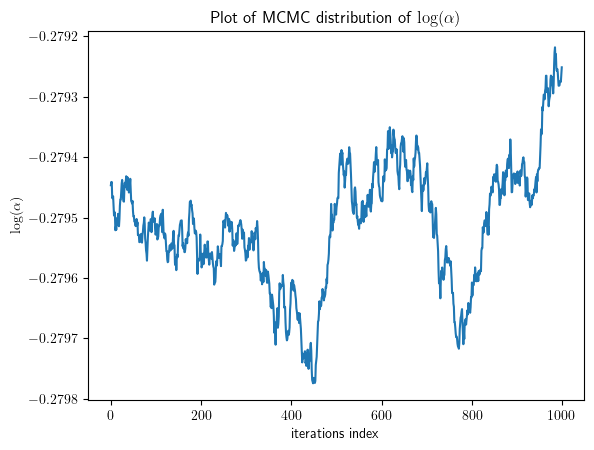 Plot of MCMC distribution of log(α)
−0.2792
−0.2793
−0.2794
−0.2795
−0.2796
−0.2797
−0.2798
log(α)
0 200 400 600 800 1000
iterations index